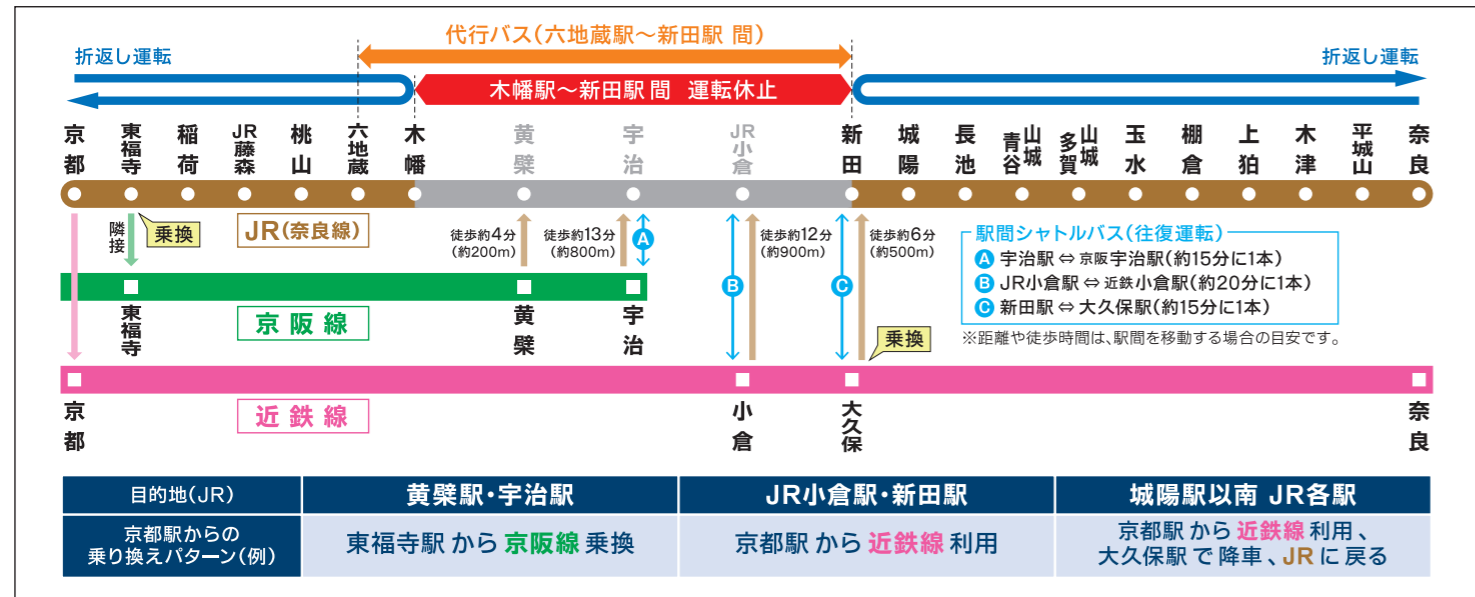 代行バス(六地蔵駅～新田駅 間)
折返し運転
折返し運転
木幡駅～新田駅間 運転休止
京都
東福寺
稲荷
JR藤森
桃山
六地蔵
木幡
黄檗
宇治
JR小倉
新田
城陽
長池
山城青谷
山城多賀
玉水
棚倉
上狛
木津
平城山
奈良
隣接
乗換
JR(奈良線)
徒歩約4分
(約200m)
徒歩約13分
(約800m)
A
B
徒歩約12分
(約900m)
C
徒歩約6分
(約500m)
駅間シャトルバス(往復運転)
A 宇治駅⇔京阪宇治駅(約15分に1本)
B JR小倉駅⇔近鉄小倉駅(約20分に1本)
C 新田駅⇔大久保駅(約15分に1本)
※距離や徒歩時間は、駅間を移動する場合の目安です。
東福寺
京阪線
黄檗
宇治
乗換
京都
近鉄線
小倉
大久保
奈良
目的地(JR)
黄檗駅・宇治駅
JR小倉駅・新田駅
城陽駅以南 JR各駅
京都駅からの
乗り換えパターン(例)
東福寺駅 から 京阪線 乗換
京都駅 から 近鉄線 利用
京都駅 から 近鉄線 利用、
大久保駅 で 降車、JR に 戻る